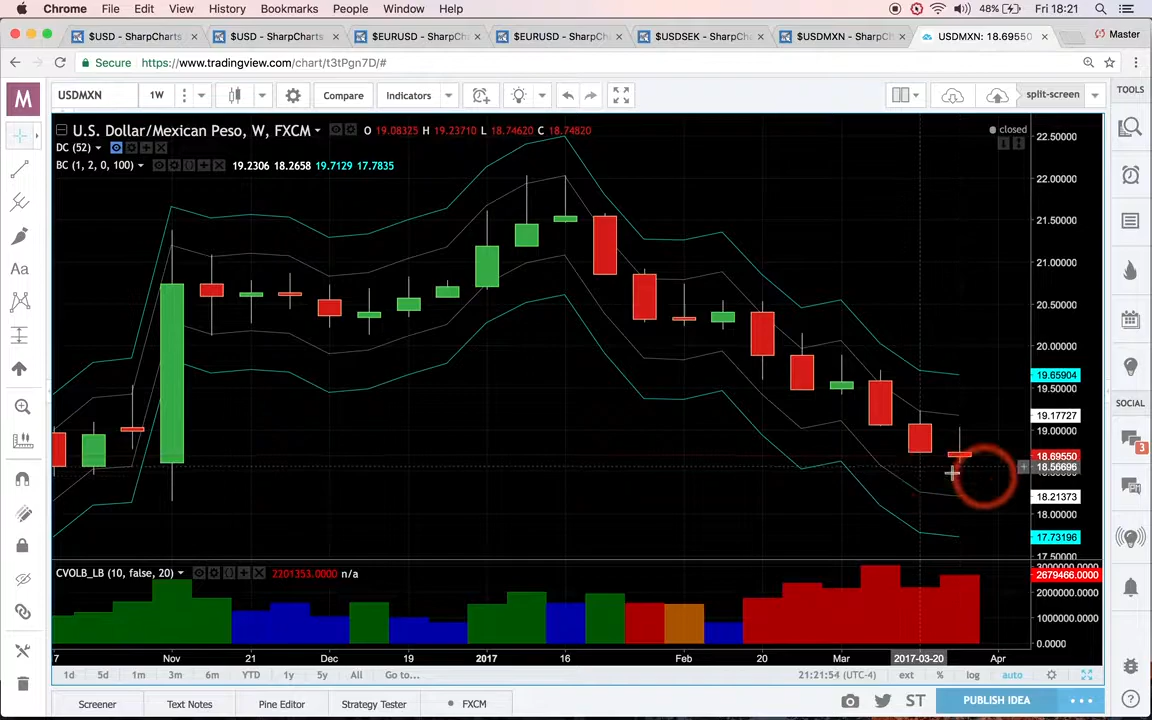 Chrome File Edit View History Bookmarks People Window Help 48% Fri 18:21
$USD - SharpCharts × $USD - SharpCharts × $EURUSD - SharpCh × $EURUSD - SharpCh × $USDSEK - SharpCha × $USDMXN - SharpCh × USDMXN: 18.69550 × Master
Secure https://www.tradingview.com/chart/t3tPgn7D/#
M USDMXN 1W Compare Indicators split-screen TOOLS
U.S. Dollar/Mexican Peso, W, FXCM O 19.08325 H 19.23710 L 18.74620 C 18.74820 closed
DC (52)
BC (1, 2, 0, 100) 19.2306 18.2658 19.7129 17.7835
22.50000
22.00000
21.50000
21.00000
20.50000
20.00000
19.65904
19.50000
19.17727
19.00000
18.69550
18.56696
18.21373
18.00000
17.73196
17.50000
Aa
SOCIAL
3
CVOLB_LB (10, false, 20) 2201353.0000 n/a
3000000.0000
2679466.0000
2000000.0000
1000000.0000
0.0000
7 Nov 21 Dec 19 2017 16 Feb 20 Mar 2017-03-20 Apr
1d 5d 1m 3m 6m YTD 1y 5y All Go to... 21:21:54 (UTC-4) ext % log auto
Screener Text Notes Pine Editor Strategy Tester FXCM ST PUBLISH IDEA